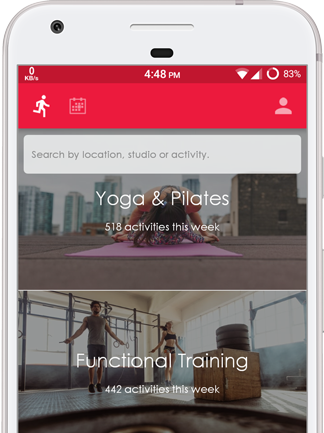 0
KB/s
4:48 PM
83%
Search by location, studio or activity.
Yoga & Pilates
518 activities this week
Functional Training
442 activities this week